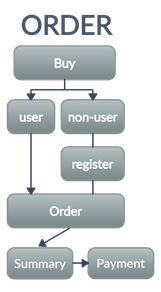 ORDER
Buy
user non-user
register
Order
Summary Payment